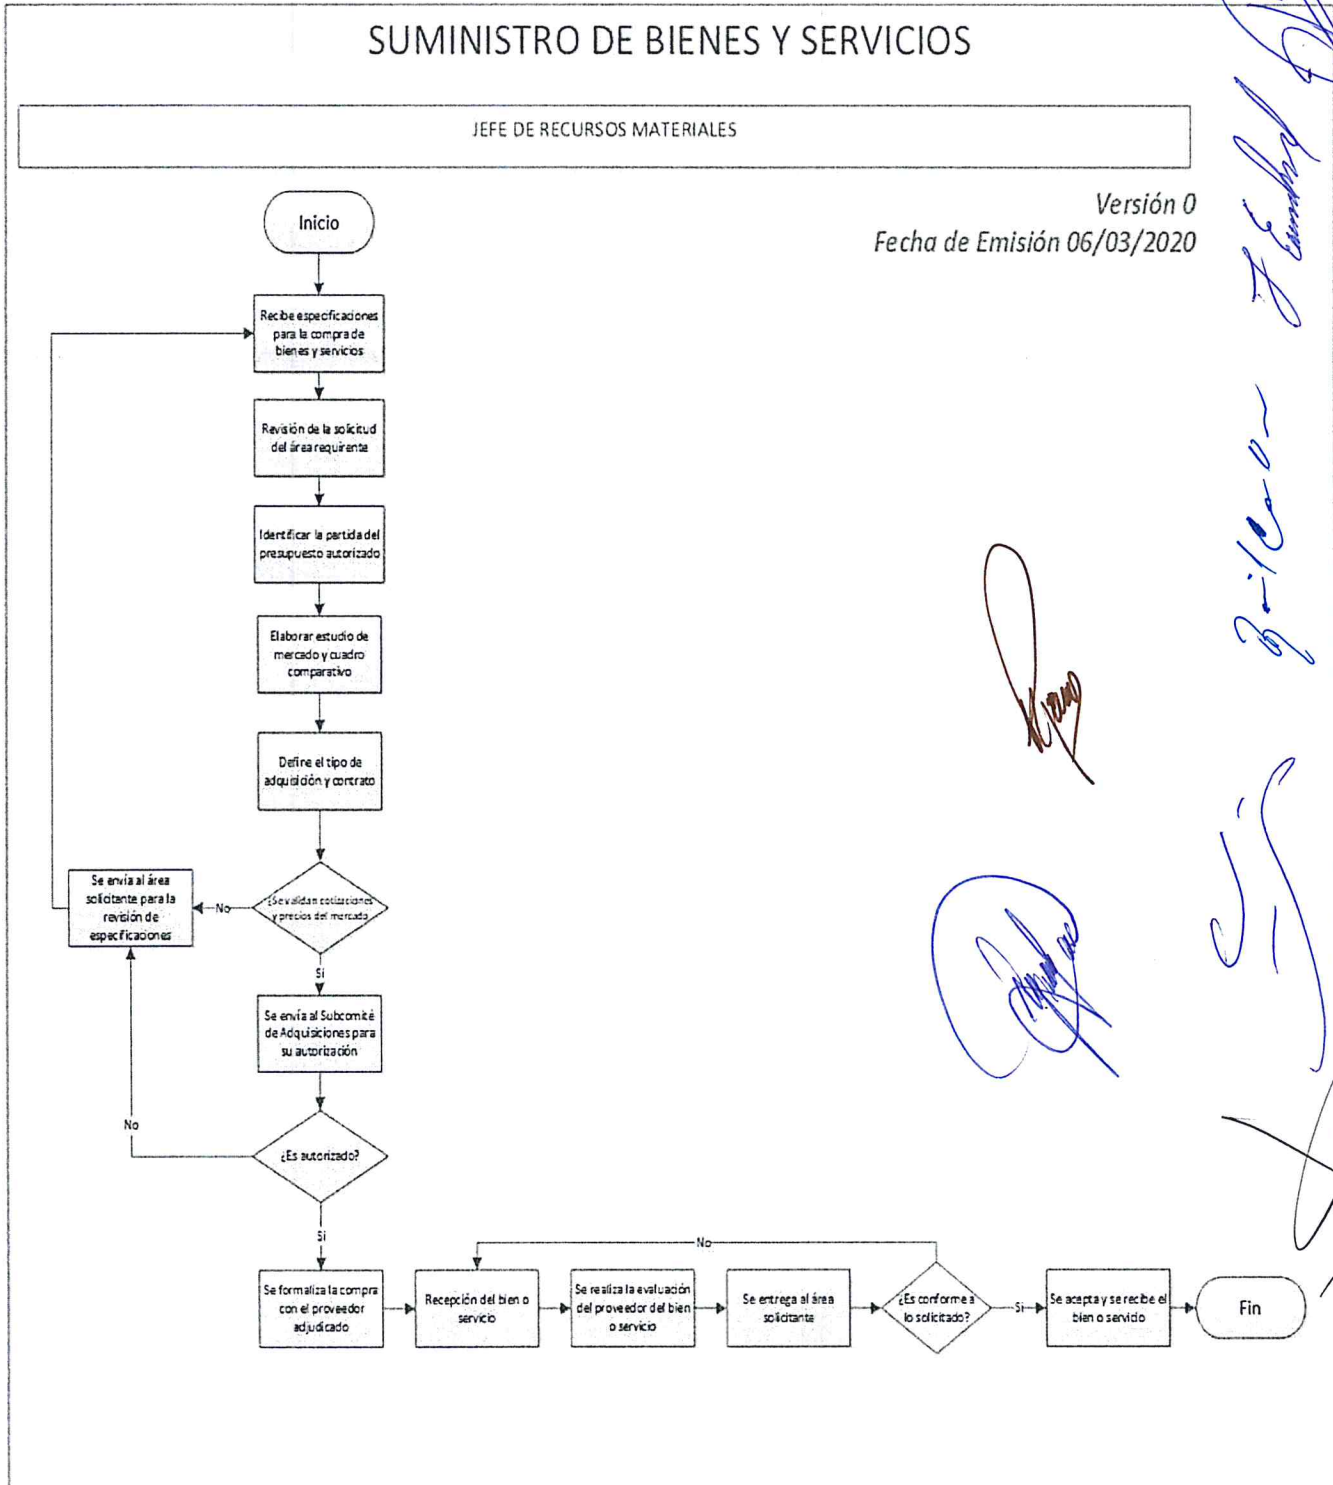 SUMINISTRO DE BIENES Y SERVICIOS
JEFE DE RECURSOS MATERIALES
Versión 0
Fecha de Emisión 06/03/2020
Inicio
Recibe especificaciones
para la compra de
bienes y servicios
Revisión de la solicitud
del área requirente
Identificar la partida del
presupuesto autorizado
Elaborar estudio de
mercado y cuadro
comparativo
Define el tipo de
adquisición y contrato
¿Se validan cotizaciones
y precios del mercado
No
Se envía al área
solicitante para la
revisión de
especificaciones
Si
Se envía al Subcomité
de Adquisiciones para
su autorización
No
¿Es autorizado?
Si
Se formaliza la compra
con el proveedor
adjudicado
Recepción del bien o
servicio
Se realiza la evaluación
del proveedor del bien
o servicio
Se entrega al área
solicitante
No
¿Es conforme a
lo solicitado?
Si
Se acepta y se recibe el
bien o servicio
Fin